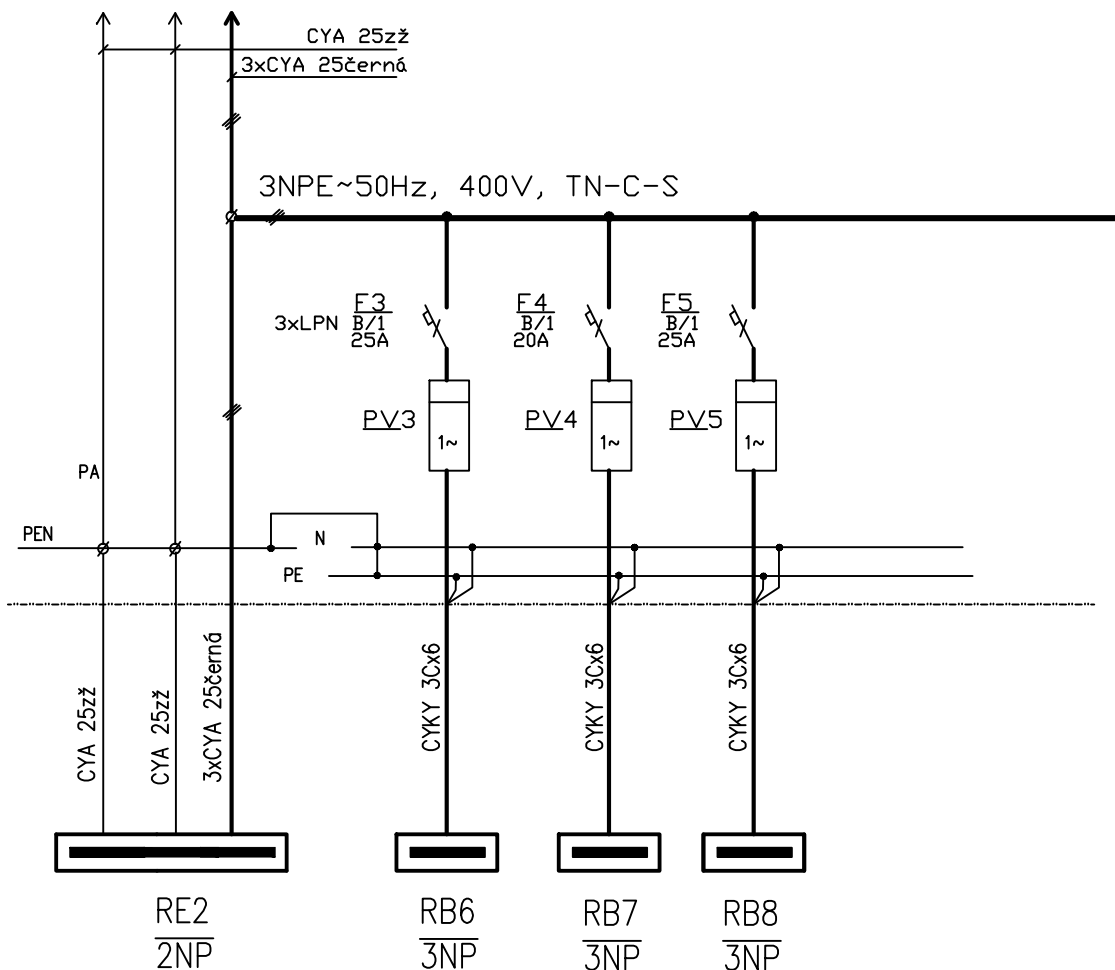 CYA 25zž
3xCYA 25černá
3NPE~50Hz, 400V, TN-C-S
3xLPN
F3
B/1
25A
F4
B/1
20A
F5
B/1
25A
PV3
PV4
PV5
1~
1~
1~
PA
PEN
N
PE
CYA 25zž
CYA 25zž
3xCYA 25černá
CYKY 3Cx6
CYKY 3Cx6
CYKY 3Cx6
RE2
2NP
RB6
3NP
RB7
3NP
RB8
3NP